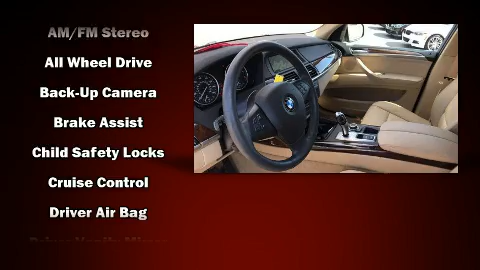 AM/FM Stereo
All Wheel Drive
Back-Up Camera
Brake Assist
Child Safety Locks
Cruise Control
Driver Air Bag